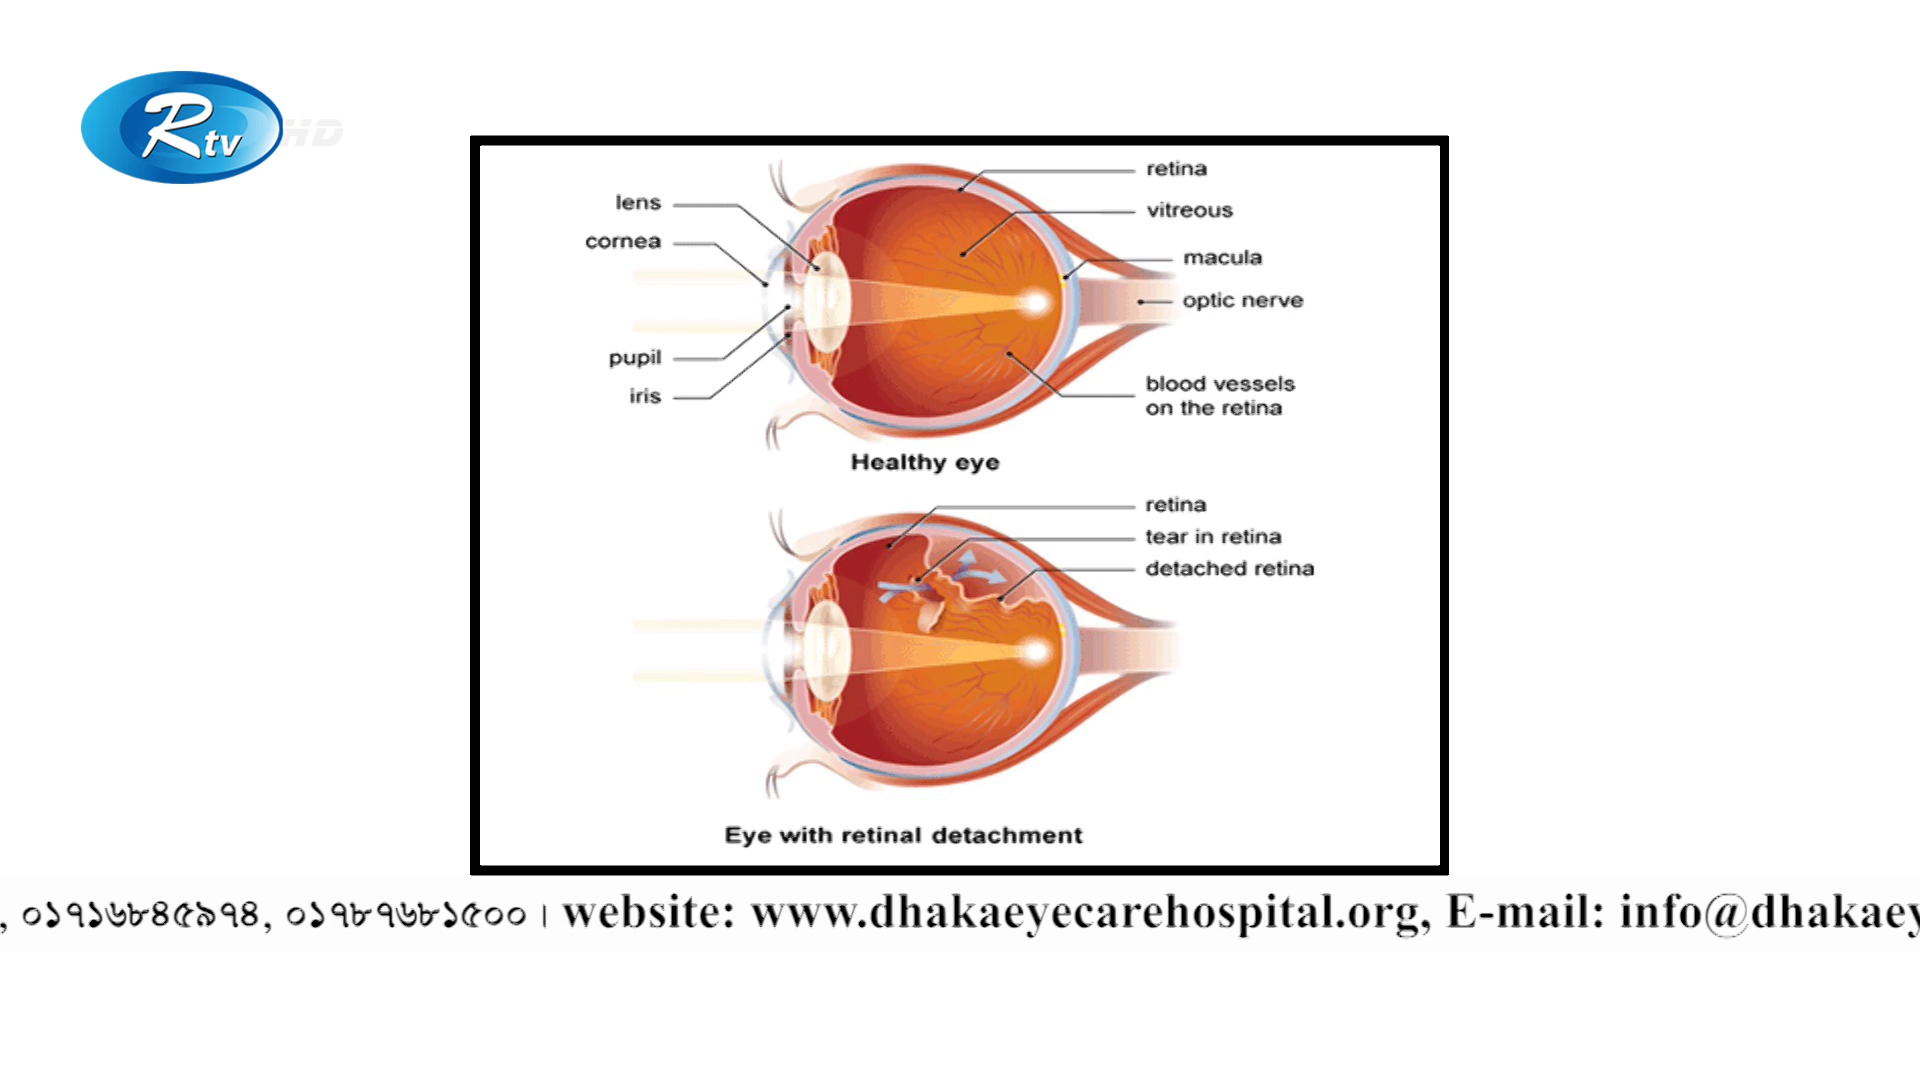 Rtv HD
retina
lens
vitreous
cornea
macula
optic nerve
pupil
blood vessels
on the retina
iris
Healthy eye
retina
tear in retina
detached retina
Eye with retinal detachment
, ০১৭১৬৮৪৫৯৭৪, ০১৭৮৭৬৮১৫০০। website: www.dhakaeyecarehospital.org, E-mail: info@dhakaey